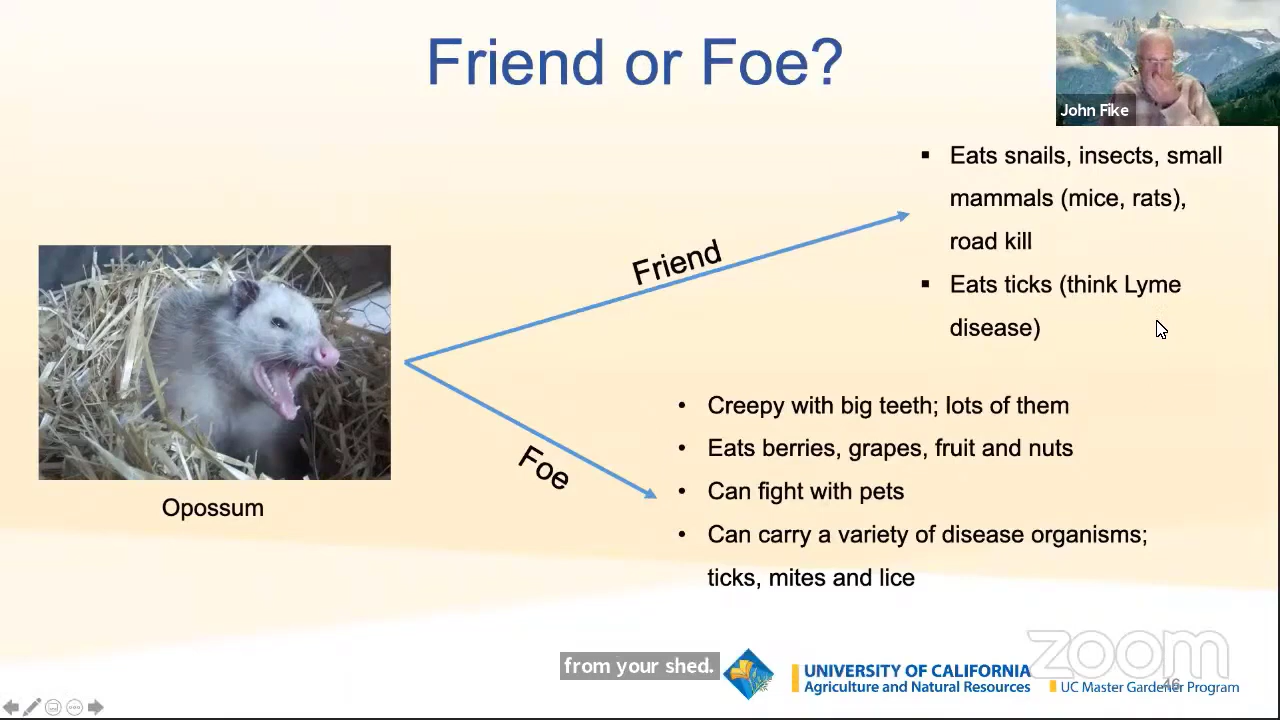 Friend or Foe?
John Fike
▪ Eats snails, insects, small
mammals (mice, rats),
road kill
▪ Eats ticks (think Lyme
disease)
Friend
Foe
• Creepy with big teeth; lots of them
• Eats berries, grapes, fruit and nuts
• Can fight with pets
• Can carry a variety of disease organisms;
ticks, mites and lice
Opossum
from your shed.
UNIVERSITY OF CALIFORNIA
Agriculture and Natural Resources
UC Master Gardener Program
zoom
46